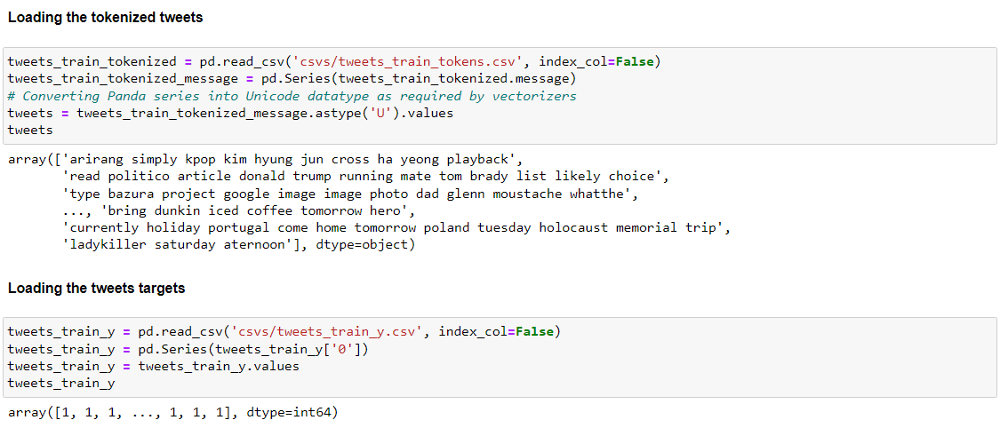 Loading the tokenized tweets
tweets_train_tokenized = pd.read_csv('csvs/tweets_train_tokens.csv', index_col=False)
tweets_train_tokenized_message = pd.Series(tweets_train_tokenized.message)
# Converting Panda series into Unicode datatype as required by vectorizers
tweets = tweets_train_tokenized_message.astype('U').values
tweets
array(['arirang simply kpop kim hyung jun cross ha yeong playback',
       'read politico article donald trump running mate tom brady list likely choice',
       'type bazura project google image image photo dad glenn moustache whatthe',
       ..., 'bring dunkin iced coffee tomorrow hero',
       'currently holiday portugal come home tomorrow poland tuesday holocaust memorial trip',
       'ladykiller saturday aternoon'], dtype=object)
Loading the tweets targets
tweets_train_y = pd.read_csv('csvs/tweets_train_y.csv', index_col=False)
tweets_train_y = pd.Series(tweets_train_y['0'])
tweets_train_y = tweets_train_y.values
tweets_train_y
array([1, 1, 1, ..., 1, 1, 1], dtype=int64)